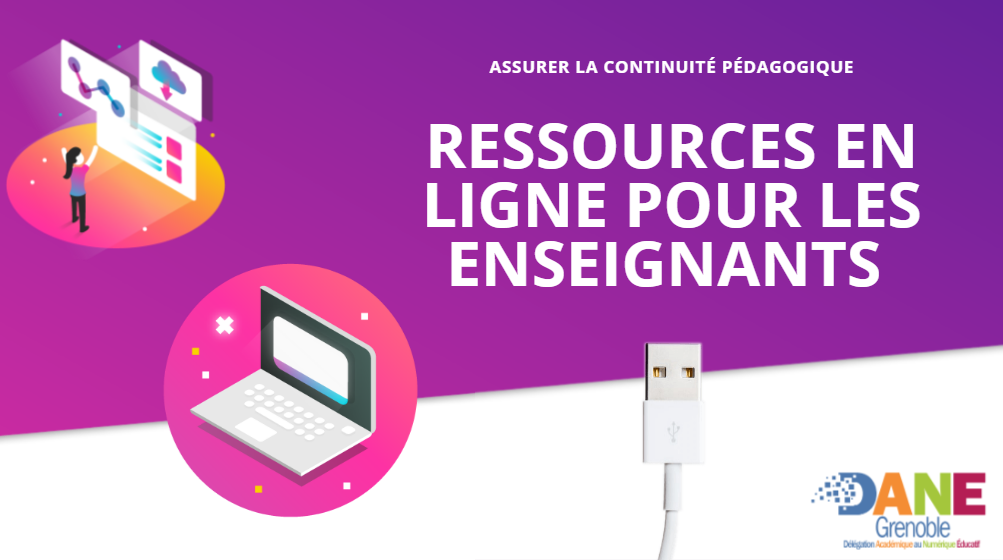 ASSURER LA CONTINUITÉ PÉDAGOGIQUE
RESSOURCES EN
LIGNE POUR LES
ENSEIGNANTS
DANE
Grenoble
Délégation Académique au Numérique Éducatif